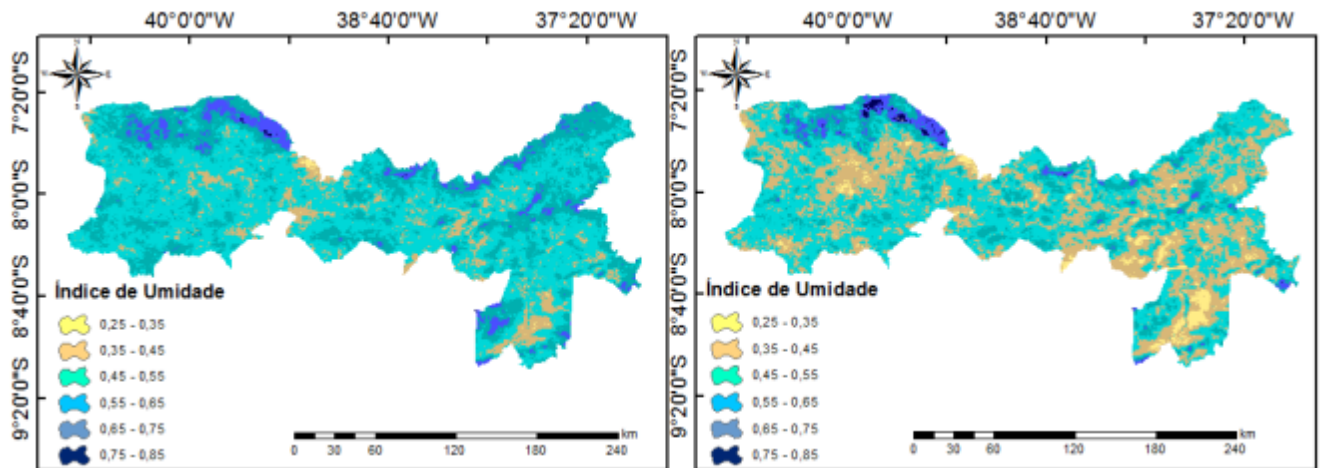 40°0'0"W 38°40'0"W 37°20'0"W
7°20'0"S
8°0'0"S
8°40'0"S
9°20'0"S
N
E
S
Índice de Umidade
0,25 - 0,35
0,35 - 0,45
0,45 - 0,55
0,55 - 0,65
0,65 - 0,75
0,75 - 0,85
km
0 30 60 120 180 240
40°0'0"W 38°40'0"W 37°20'0"W
7°20'0"S
8°0'0"S
8°40'0"S
9°20'0"S
N
E
S
Índice de Umidade
0,25 - 0,35
0,35 - 0,45
0,45 - 0,55
0,55 - 0,65
0,65 - 0,75
0,75 - 0,85
km
0 30 60 120 180 240